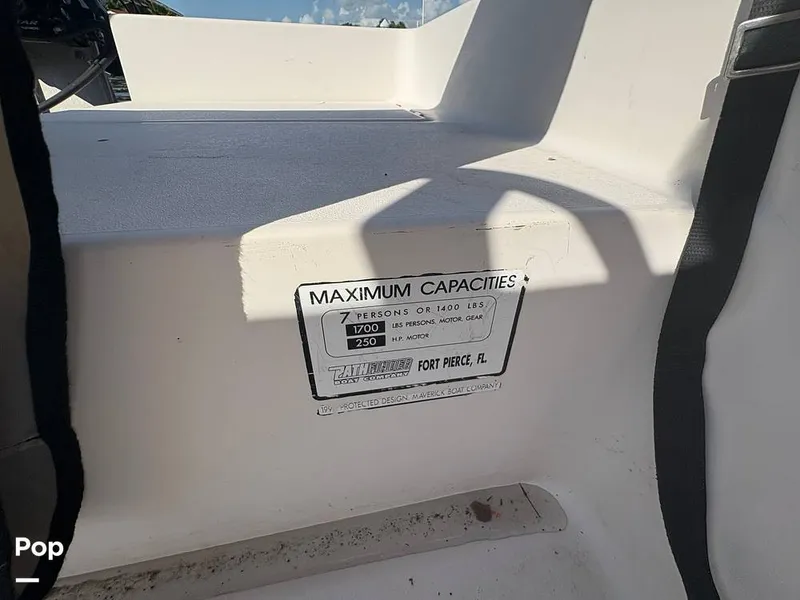 MAXIMUM CAPACITIES
7 PERSONS OR 1400 LBS
1700 LBS PERSONS, MOTOR, GEAR
250 H.P. MOTOR
PATHFINDER
BOAT COMPANY
FORT PIERCE, FL.
PROTECTED DESIGN, MAVERICK BOAT COMPANY
Pop